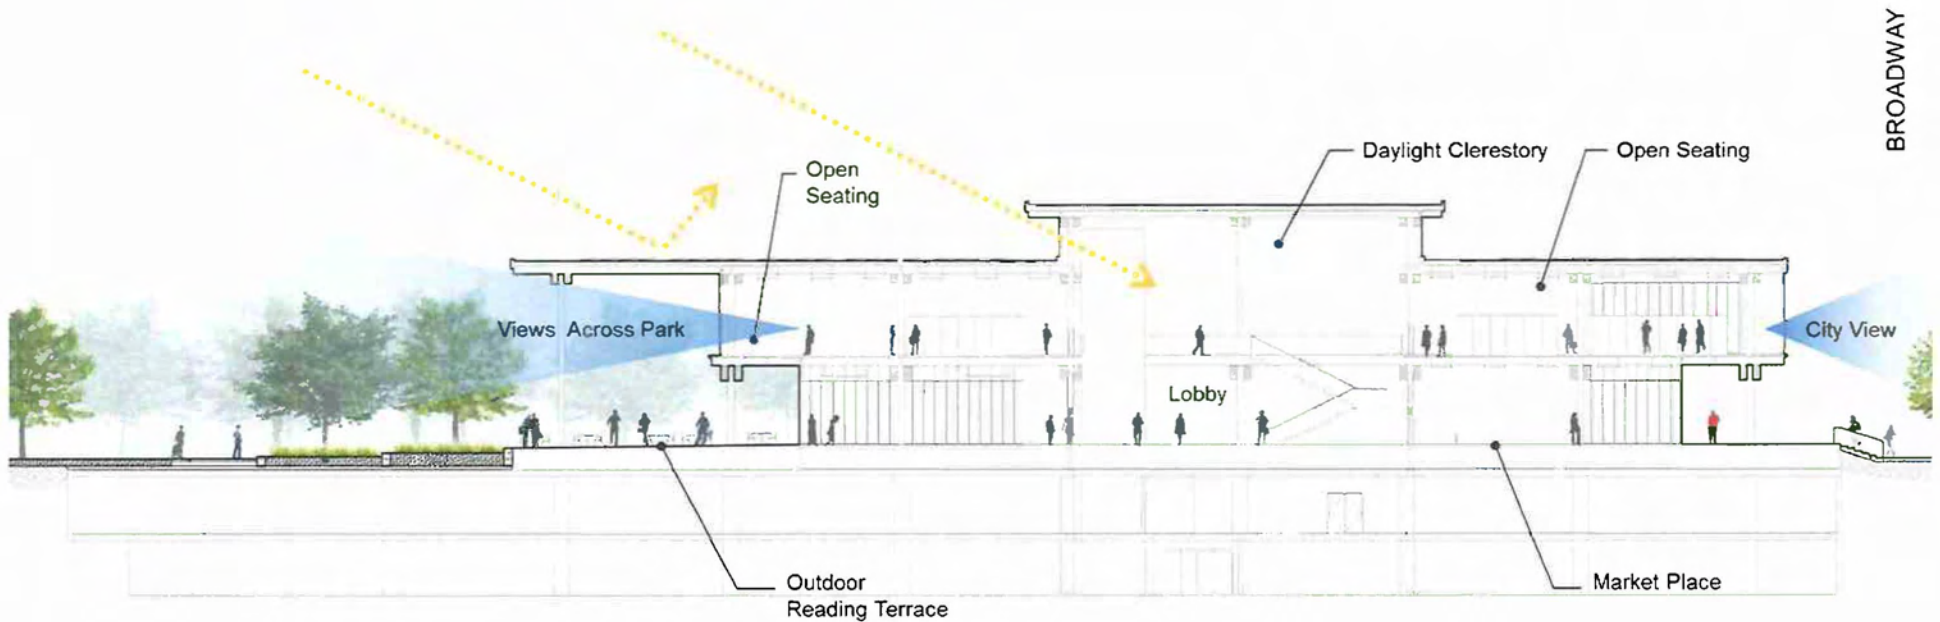 BROADWAY
Daylight Clerestory
Open Seating
Open
Seating
Views Across Park
City View
Lobby
Outdoor
Reading Terrace
Market Place